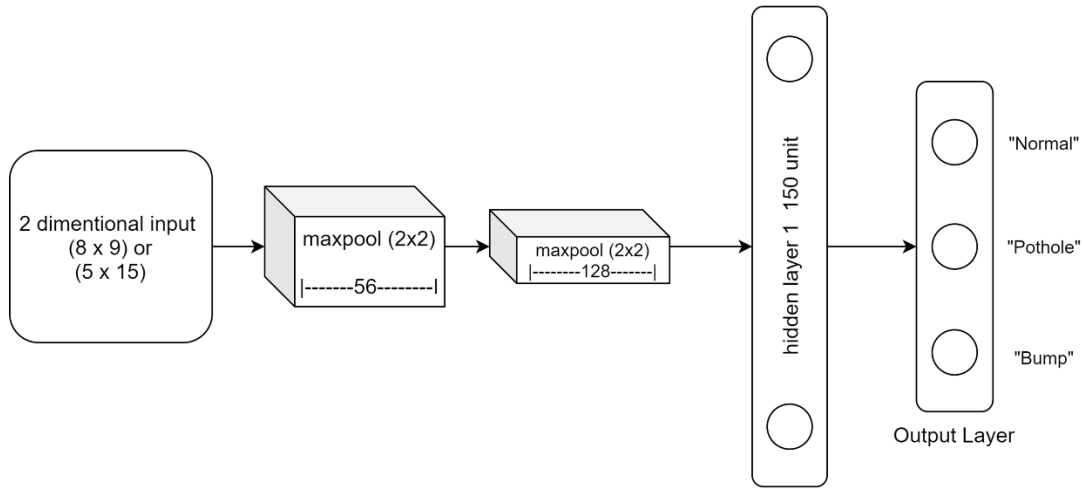 2 dimentional input
(8 x 9) or
(5 x 15)
maxpool (2x2)
|-------56--------|
maxpool (2x2)
|--------128-------|
hidden layer 1 150 unit
"Normal"
"Pothole"
"Bump"
Output Layer